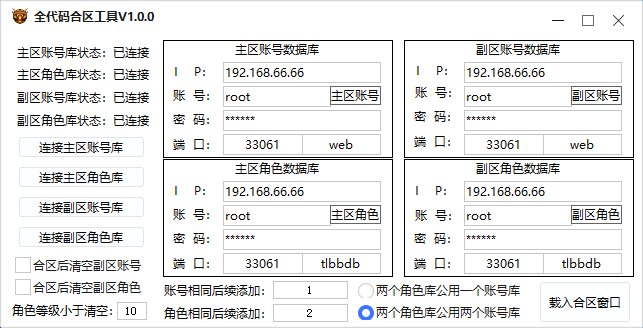 全代码合区工具V1.0.0
主区账号库状态：已连接
主区角色库状态：已连接
副区账号库状态：已连接
副区角色库状态：已连接
连接主区账号库
连接主区角色库
连接副区账号库
连接副区角色库
合区后清空副区账号
合区后清空副区角色
角色等级小于清空： 10
主区账号数据库
I P： 192.168.66.66
账 号： root 主区账号
密 码： ******
端 口： 33061 web
副区账号数据库
I P： 192.168.66.66
账 号： root 副区账号
密 码： ******
端 口： 33061 web
主区角色数据库
I P： 192.168.66.66
账 号： root 主区角色
密 码： ******
端 口： 33061 tlbbdb
副区角色数据库
I P： 192.168.66.66
账 号： root 副区角色
密 码： ******
端 口： 33061 tlbbdb
账号相同后续添加： 1
角色相同后续添加： 2
两个角色库公用一个账号库
两个角色库公用两个账号库
载入合区窗口